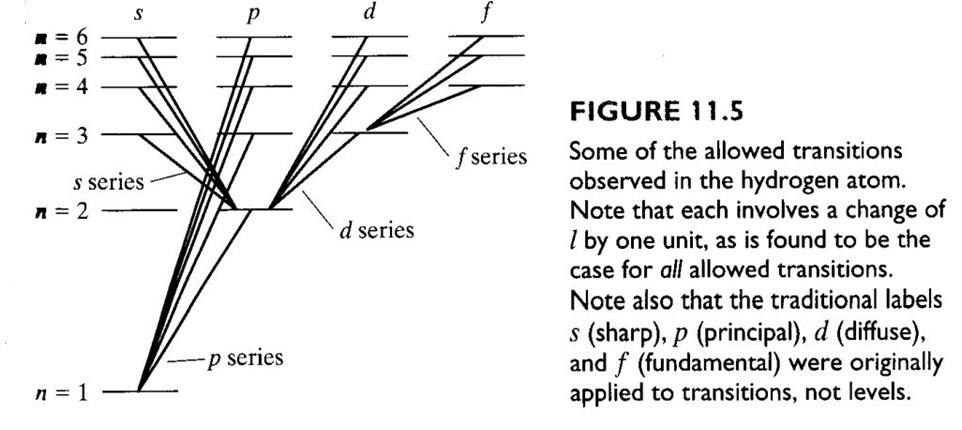 s p d f
n = 6
n = 5
n = 4
n = 3
s series
n = 2
f series
d series
p series
n = 1
FIGURE 11.5
Some of the allowed transitions
observed in the hydrogen atom.
Note that each involves a change of
l by one unit, as is found to be the
case for all allowed transitions.
Note also that the traditional labels
s (sharp), p (principal), d (diffuse),
and f (fundamental) were originally
applied to transitions, not levels.